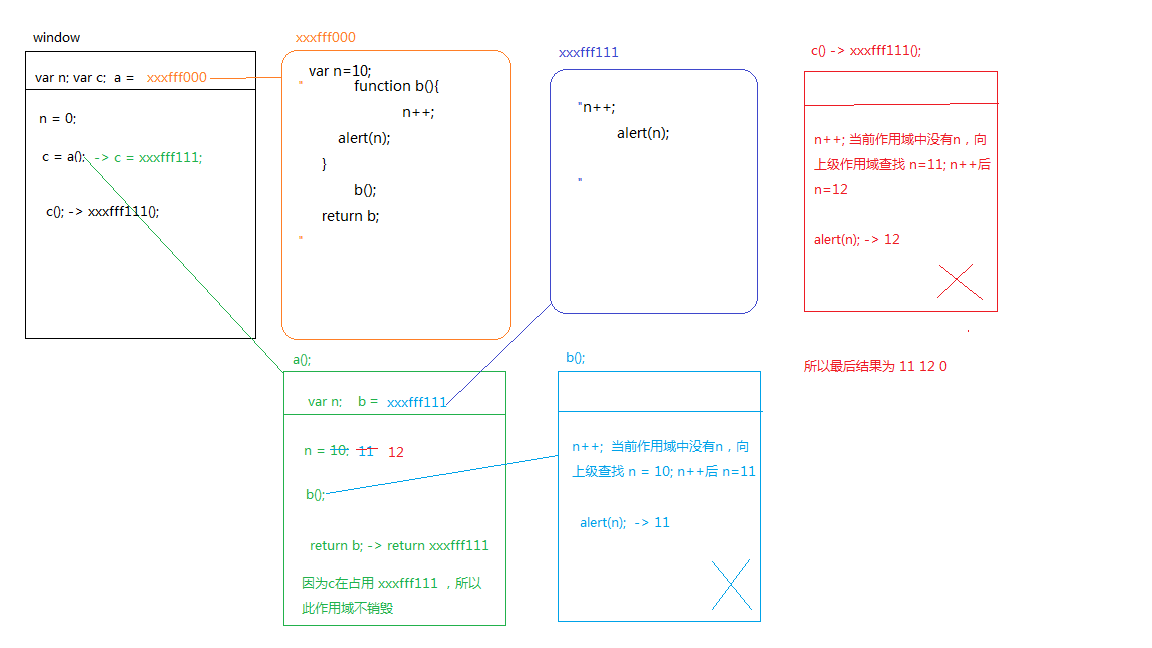 window
var n; var c; a = xxxfff000
n = 0;
c = a(); -> c = xxxfff111;
c(); -> xxxfff111();
xxxfff000
" var n=10;
function b(){
n++;
alert(n);
}
b();
return b;
"
xxxfff111
"n++;
alert(n);
"
c() -> xxxfff111();
n++; 当前作用域中没有n，向
上级作用域查找 n=11; n++后
n=12
alert(n); -> 12
所以最后结果为 11 12 0
a();
var n; b = xxxfff111
n = 10; 11 12
b();
return b; -> return xxxfff111
因为c在占用 xxxfff111 ，所以
此作用域不销毁
b();
n++; 当前作用域中没有n，向
上级查找 n = 10; n++后 n=11
alert(n); -> 11